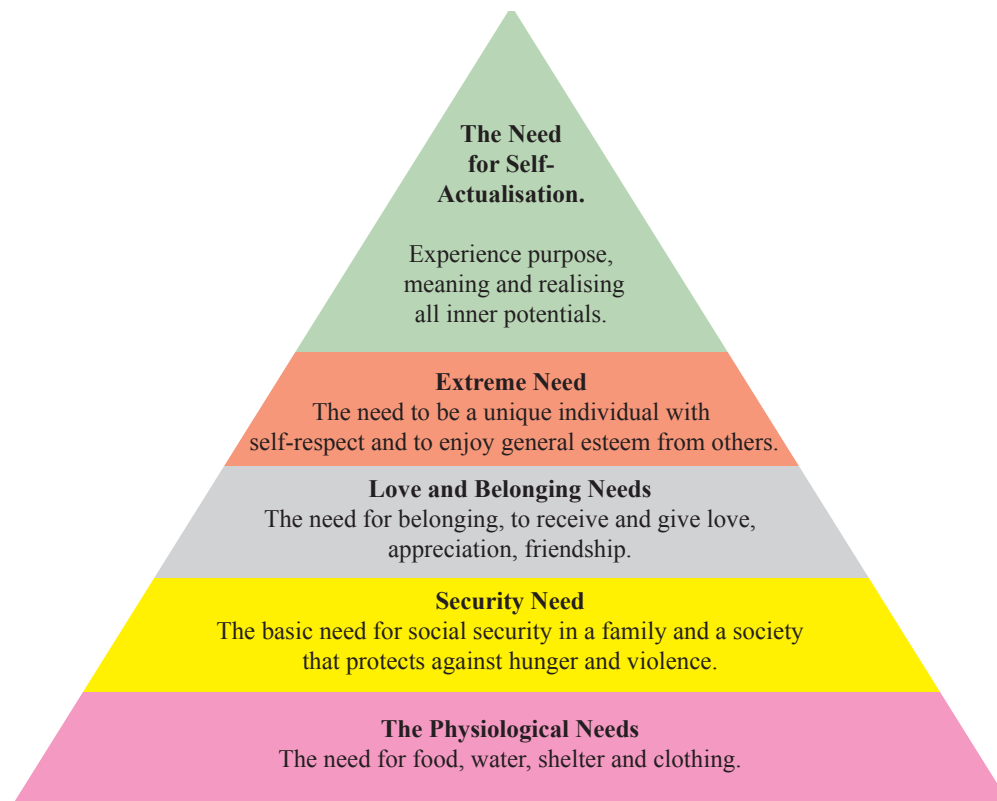 The Need
for Self-
Actualisation.
Experience purpose,
meaning and realising
all inner potentials.
Extreme Need
The need to be a unique individual with
self-respect and to enjoy general esteem from others.
Love and Belonging Needs
The need for belonging, to receive and give love,
appreciation, friendship.
Security Need
The basic need for social security in a family and a society
that protects against hunger and violence.
The Physiological Needs
The need for food, water, shelter and clothing.